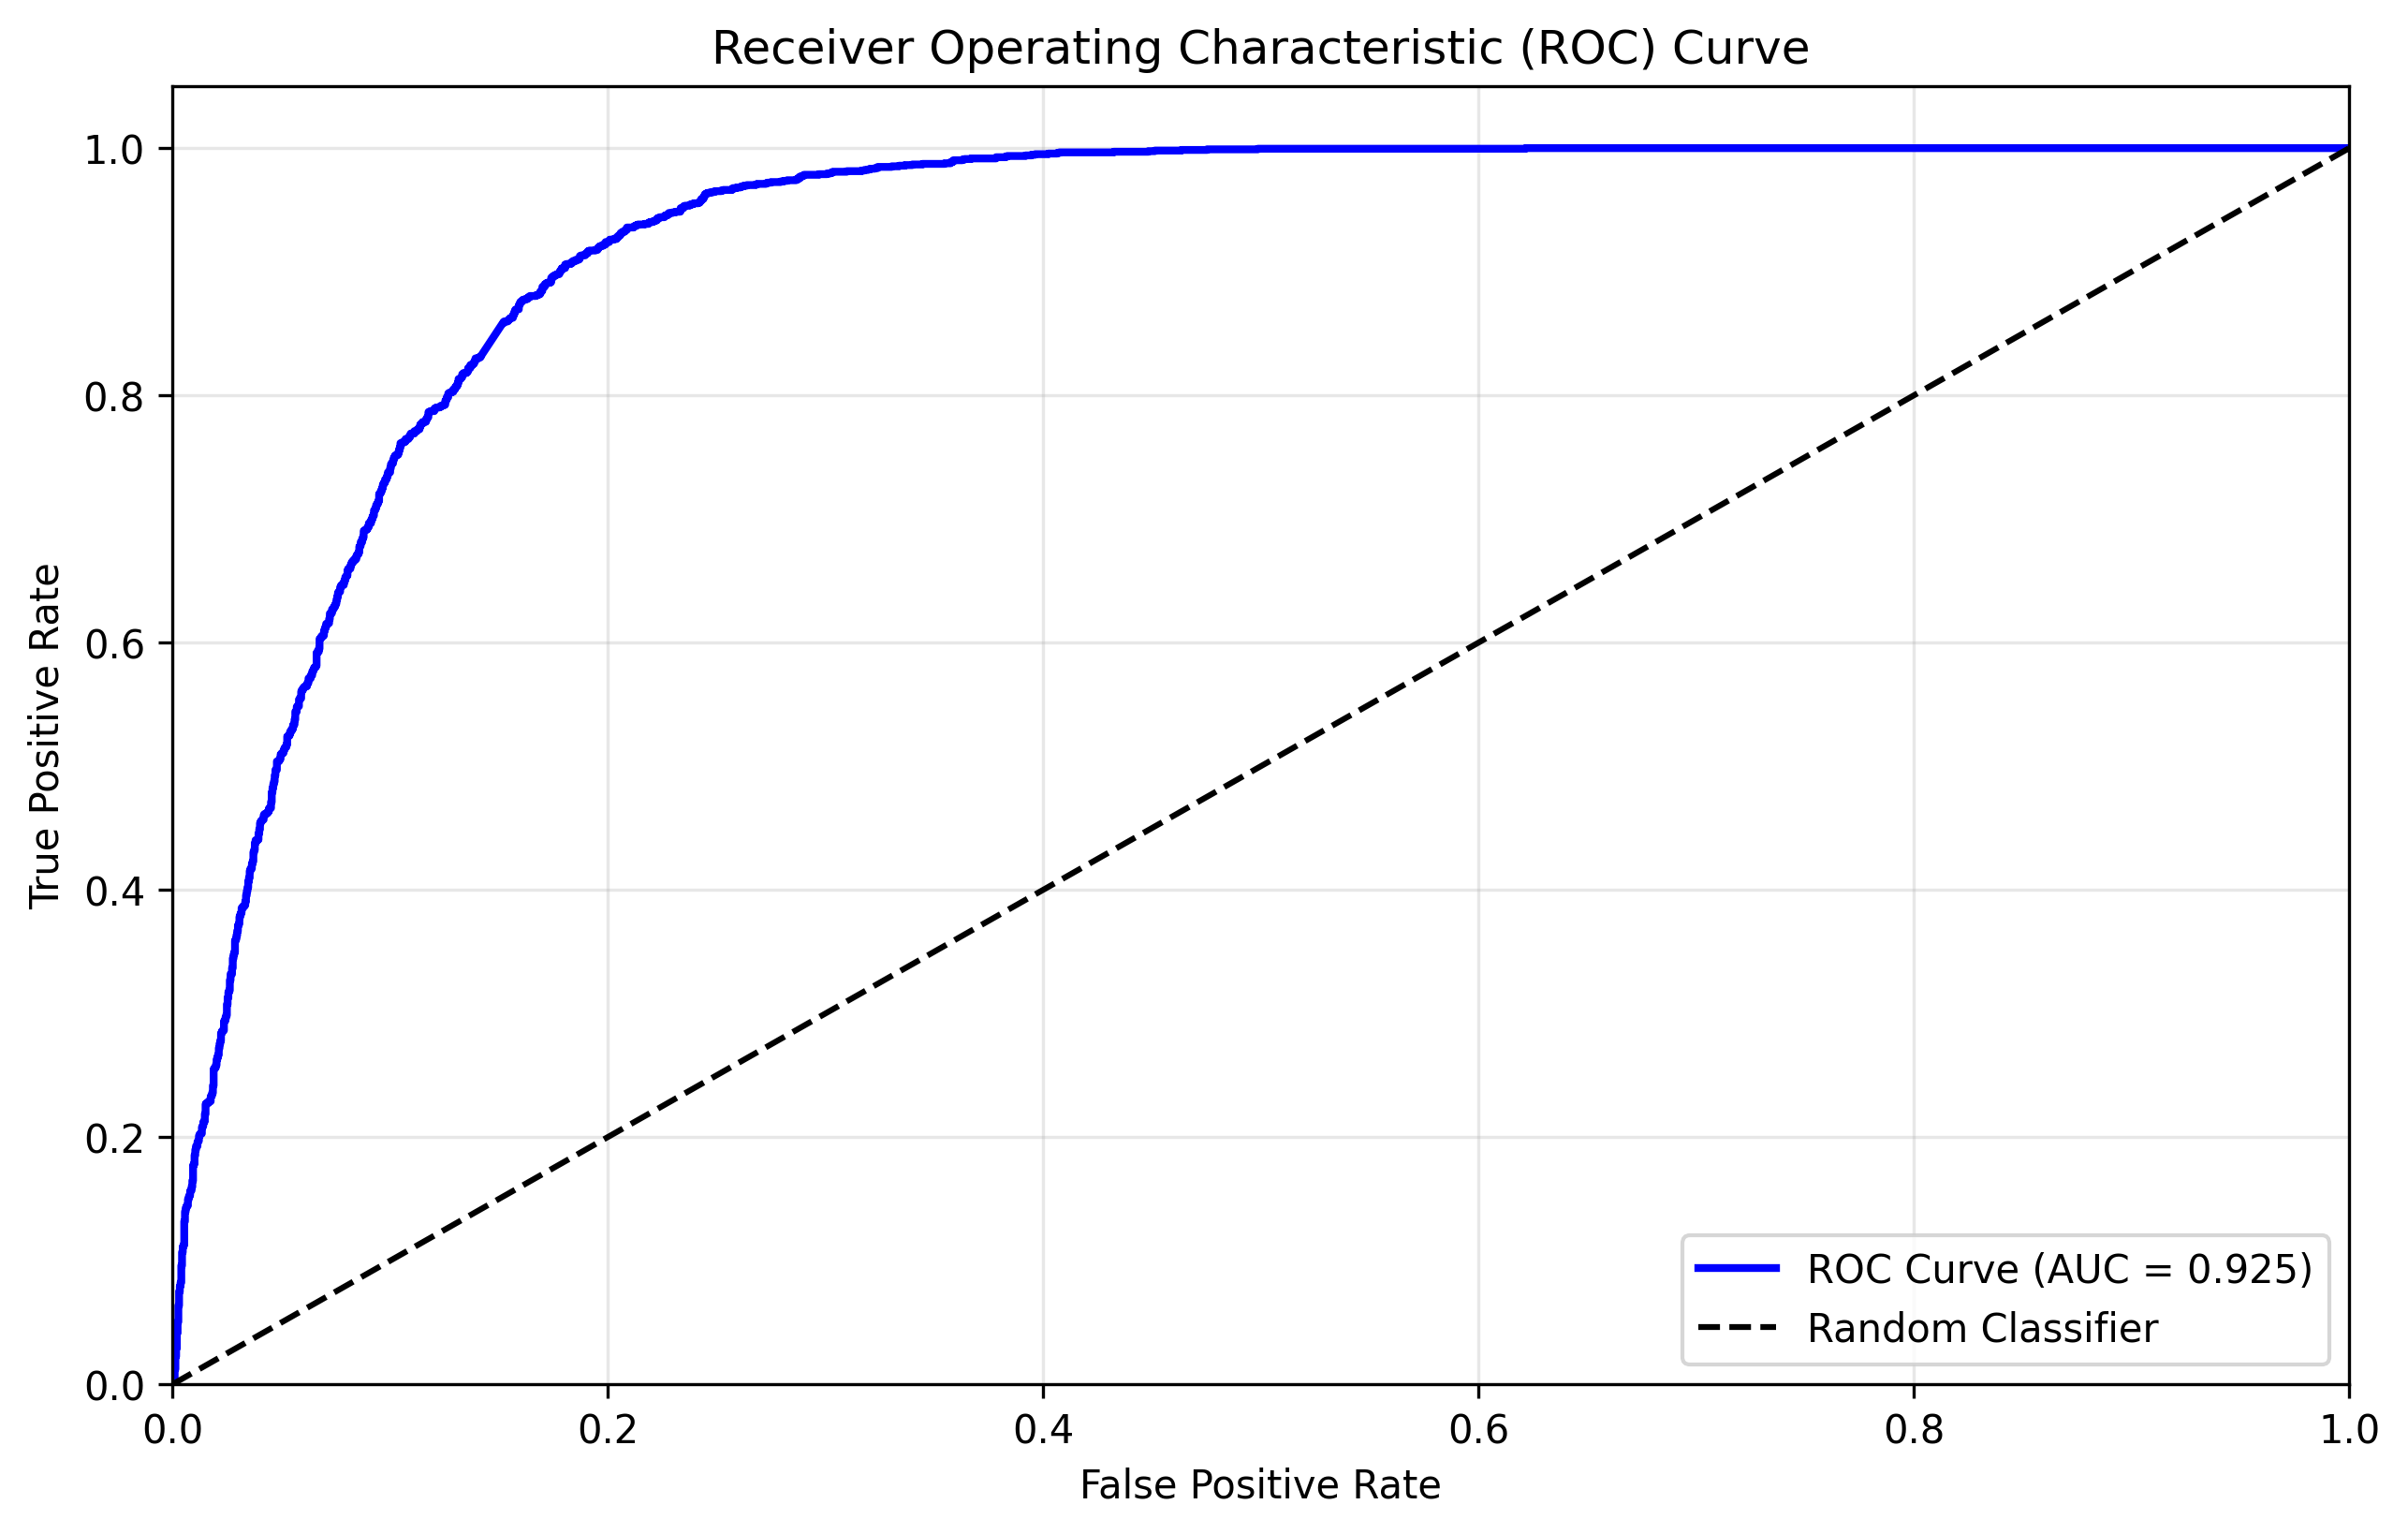 Receiver Operating Characteristic (ROC) Curve
True Positive Rate
1.0
0.8
0.6
0.4
0.2
0.0
0.0 0.2 0.4 0.6 0.8 1.0
False Positive Rate
ROC Curve (AUC = 0.925)
Random Classifier